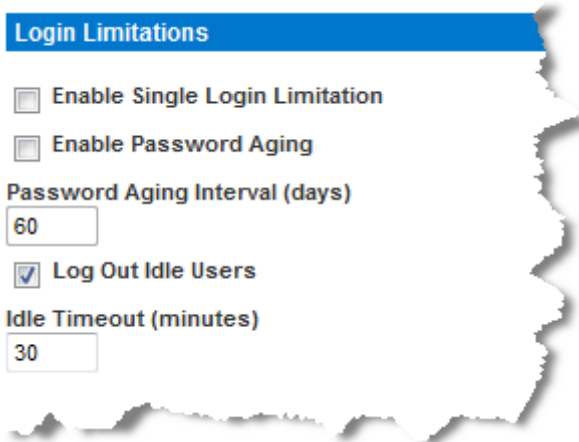 Login Limitations
Enable Single Login Limitation
Enable Password Aging
Password Aging Interval (days)
60
Log Out Idle Users
Idle Timeout (minutes)
30